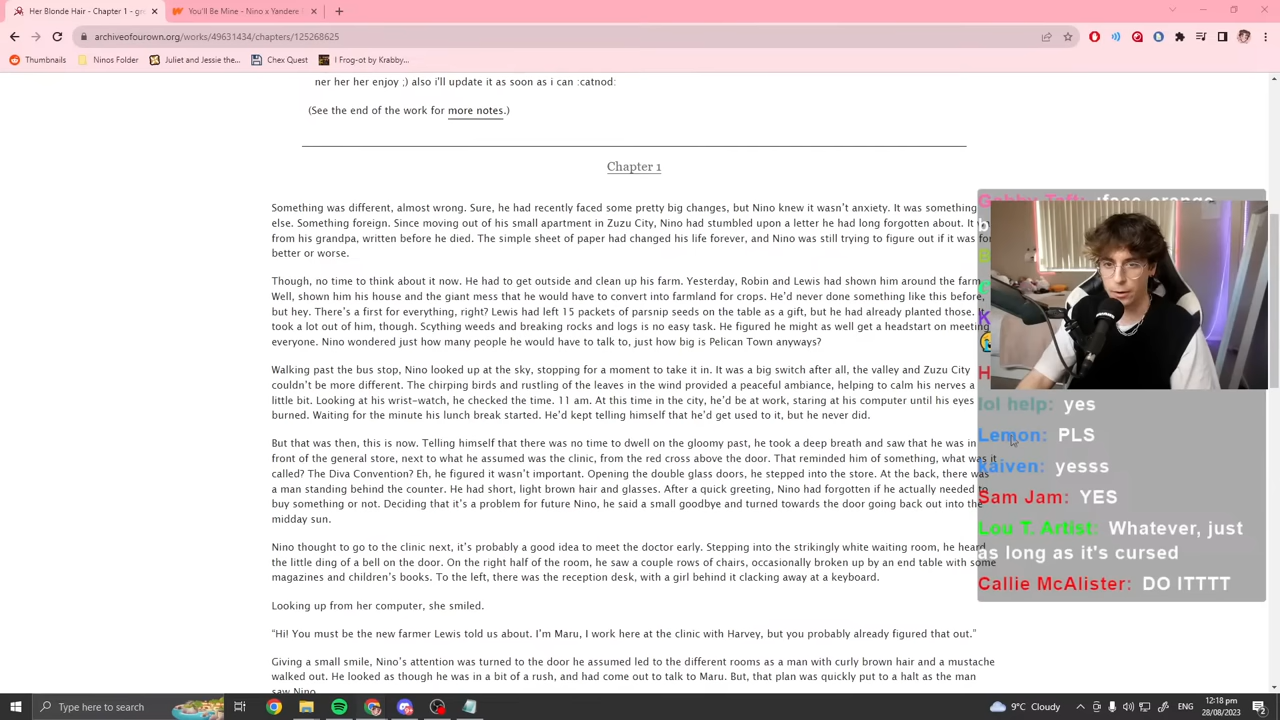 Her Blonde Hair - Chapter 1 - gr
You'll Be Mine - Nino x Yandere
archiveofourown.org/works/49631434/chapters/125268625
Thumbnails
Ninos Folder
Juliet and Jessie the...
Chex Quest
I Frog-ot by Krabby...
ner her her enjoy ;) also i'll update it as soon as i can :catnod:
(See the end of the work for more notes.)
Chapter 1
Something was different, almost wrong. Sure, he had recently faced some pretty big changes, but Nino knew it wasn't anxiety. It was something
else. Something foreign. Since moving out of his small apartment in Zuzu City, Nino had stumbled upon a letter he had long forgotten about. It
from his grandpa, written before he died. The simple sheet of paper had changed his life forever, and Nino was still trying to figure out if it was for
better or worse.
Though, no time to think about it now. He had to get outside and clean up his farm. Yesterday, Robin and Lewis had shown him around the farm.
Well, shown him his house and the giant mess that he would have to convert into farmland for crops. He'd never done something like this before,
but hey. There's a first for everything, right? Lewis had left 15 packets of parsnip seeds on the table as a gift, but he had already planted those. It
took a lot out of him, though. Scything weeds and breaking rocks and logs is no easy task. He figured he might as well get a headstart on meeting
everyone. Nino wondered just how many people he would have to talk to, just how big is Pelican Town anyways?
Walking past the bus stop, Nino looked up at the sky, stopping for a moment to take it in. It was a big switch after all, the valley and Zuzu City
couldn't be more different. The chirping birds and rustling of the leaves in the wind provided a peaceful ambiance, helping to calm his nerves a
little bit. Looking at his wrist-watch, he checked the time. 11 am. At this time in the city, he'd be at work, staring at his computer until his eyes
burned. Waiting for the minute his lunch break started. He'd kept telling himself that he'd get used to it, but he never did.
But that was then, this is now. Telling himself that there was no time to dwell on the gloomy past, he took a deep breath and saw that he was in
front of the general store, next to what he assumed was the clinic, from the red cross above the door. That reminded him of something, what was it
called? The Diva Convention? Eh, he figured it wasn't important. Opening the double glass doors, he stepped into the store. At the back, there was
a man standing behind the counter. He had short, light brown hair and glasses. After a quick greeting, Nino had forgotten if he actually needed to
buy something or not. Deciding that it's a problem for future Nino, he said a small goodbye and turned towards the door going back out into the
midday sun.
Nino thought to go to the clinic next, it's probably a good idea to meet the doctor early. Stepping into the strikingly white waiting room, he heard
the little ding of a bell on the door. On the right half of the room, he saw a couple rows of chairs, occasionally broken up by an end table with some
magazines and children's books. To the left, there was the reception desk, with a girl behind it clacking away at a keyboard.
Looking up from her computer, she smiled.
"Hi! You must be the new farmer Lewis told us about. I'm Maru, I work here at the clinic with Harvey, but you probably already figured that out."
Giving a small smile, Nino's attention was turned to the door he assumed led to the different rooms as a man with curly brown hair and a mustache
walked out. He looked as though he was in a bit of a rush, and had come out to talk to Maru. But, that plan was quickly put to a halt as the man
saw Nino.
lol help: yes
Lemon: PLS
kaiven: yesss
Sam Jam: YES
Lou T. Artist: Whatever, just
as long as it's cursed
Callie McAlister: DO ITTTT
Type here to search
9°C Cloudy
ENG
12:18 pm
28/08/2023
2